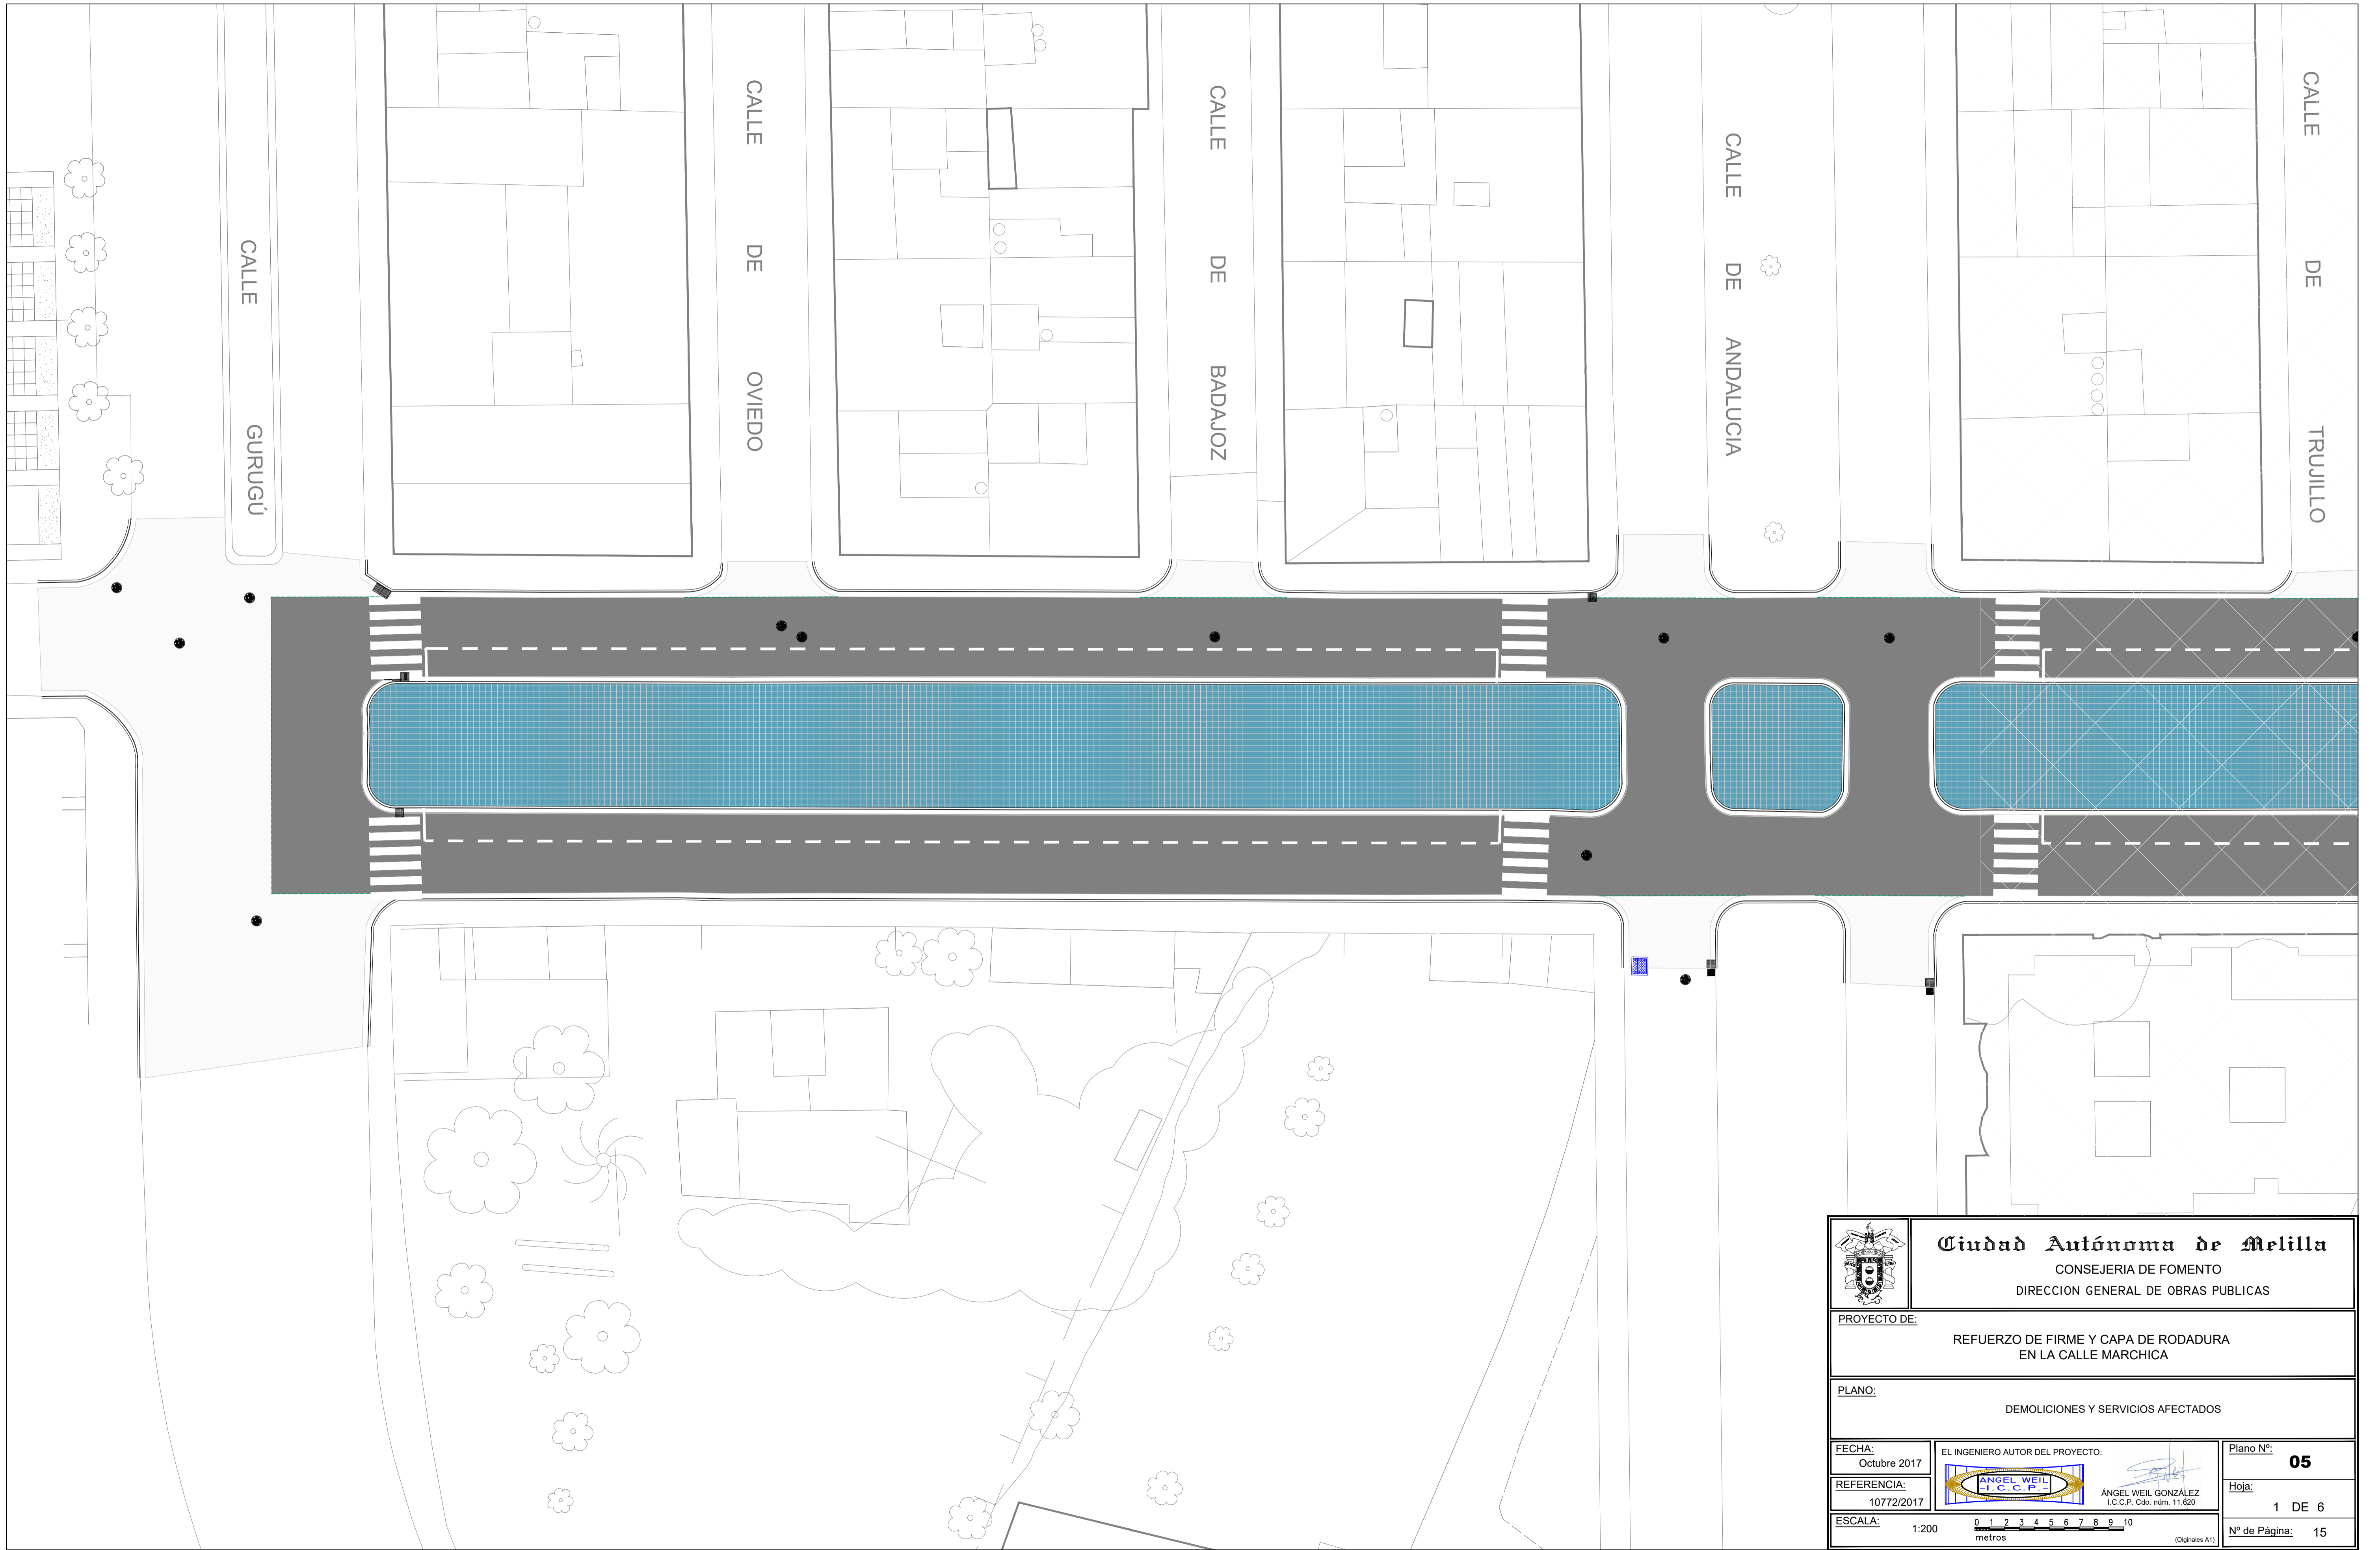 CALLE GURUGÚ
CALLE DE OVIEDO
CALLE DE BADAJOZ
CALLE DE ANDALUCIA
CALLE DE TRUJILLO
Ciudad Autónoma de Melilla
CONSEJERIA DE FOMENTO
DIRECCION GENERAL DE OBRAS PUBLICAS
PROYECTO DE:
REFUERZO DE FIRME Y CAPA DE RODADURA
EN LA CALLE MARCHICA
PLANO:
DEMOLICIONES Y SERVICIOS AFECTADOS
FECHA:
Octubre 2017
REFERENCIA:
10772/2017
EL INGENIERO AUTOR DEL PROYECTO:
ANGEL WEIL
-I.C.C.P.-
ÁNGEL WEIL GONZÁLEZ
I.C.C.P. Cdo. núm. 11.620
Plano Nº:
05
Hoja:
1 DE 6
ESCALA:
1:200
0 1 2 3 4 5 6 7 8 9 10
metros
(Oiginales A1)
Nº de Página: 15